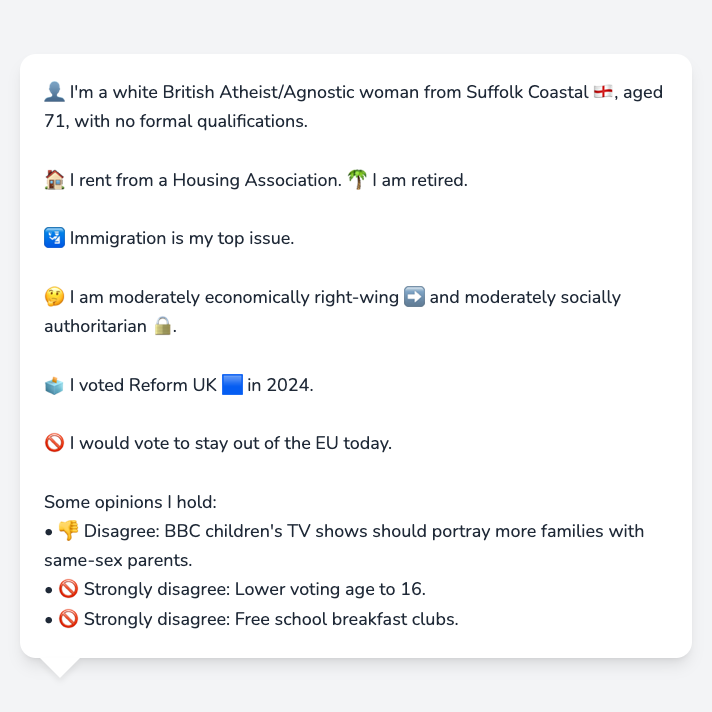 👤 I'm a white British Atheist/Agnostic woman from Suffolk Coastal 🏴󠁧󠁢󠁥󠁮󠁧󠁿, aged
71, with no formal qualifications.
🏠 I rent from a Housing Association. 🌴 I am retired.
🛂 Immigration is my top issue.
🤔 I am moderately economically right-wing ➡️ and moderately socially
authoritarian 🔒.
🗳️ I voted Reform UK 🟦 in 2024.
🚫 I would vote to stay out of the EU today.
Some opinions I hold:
• 👎 Disagree: BBC children's TV shows should portray more families with
same-sex parents.
• 🚫 Strongly disagree: Lower voting age to 16.
• 🚫 Strongly disagree: Free school breakfast clubs.